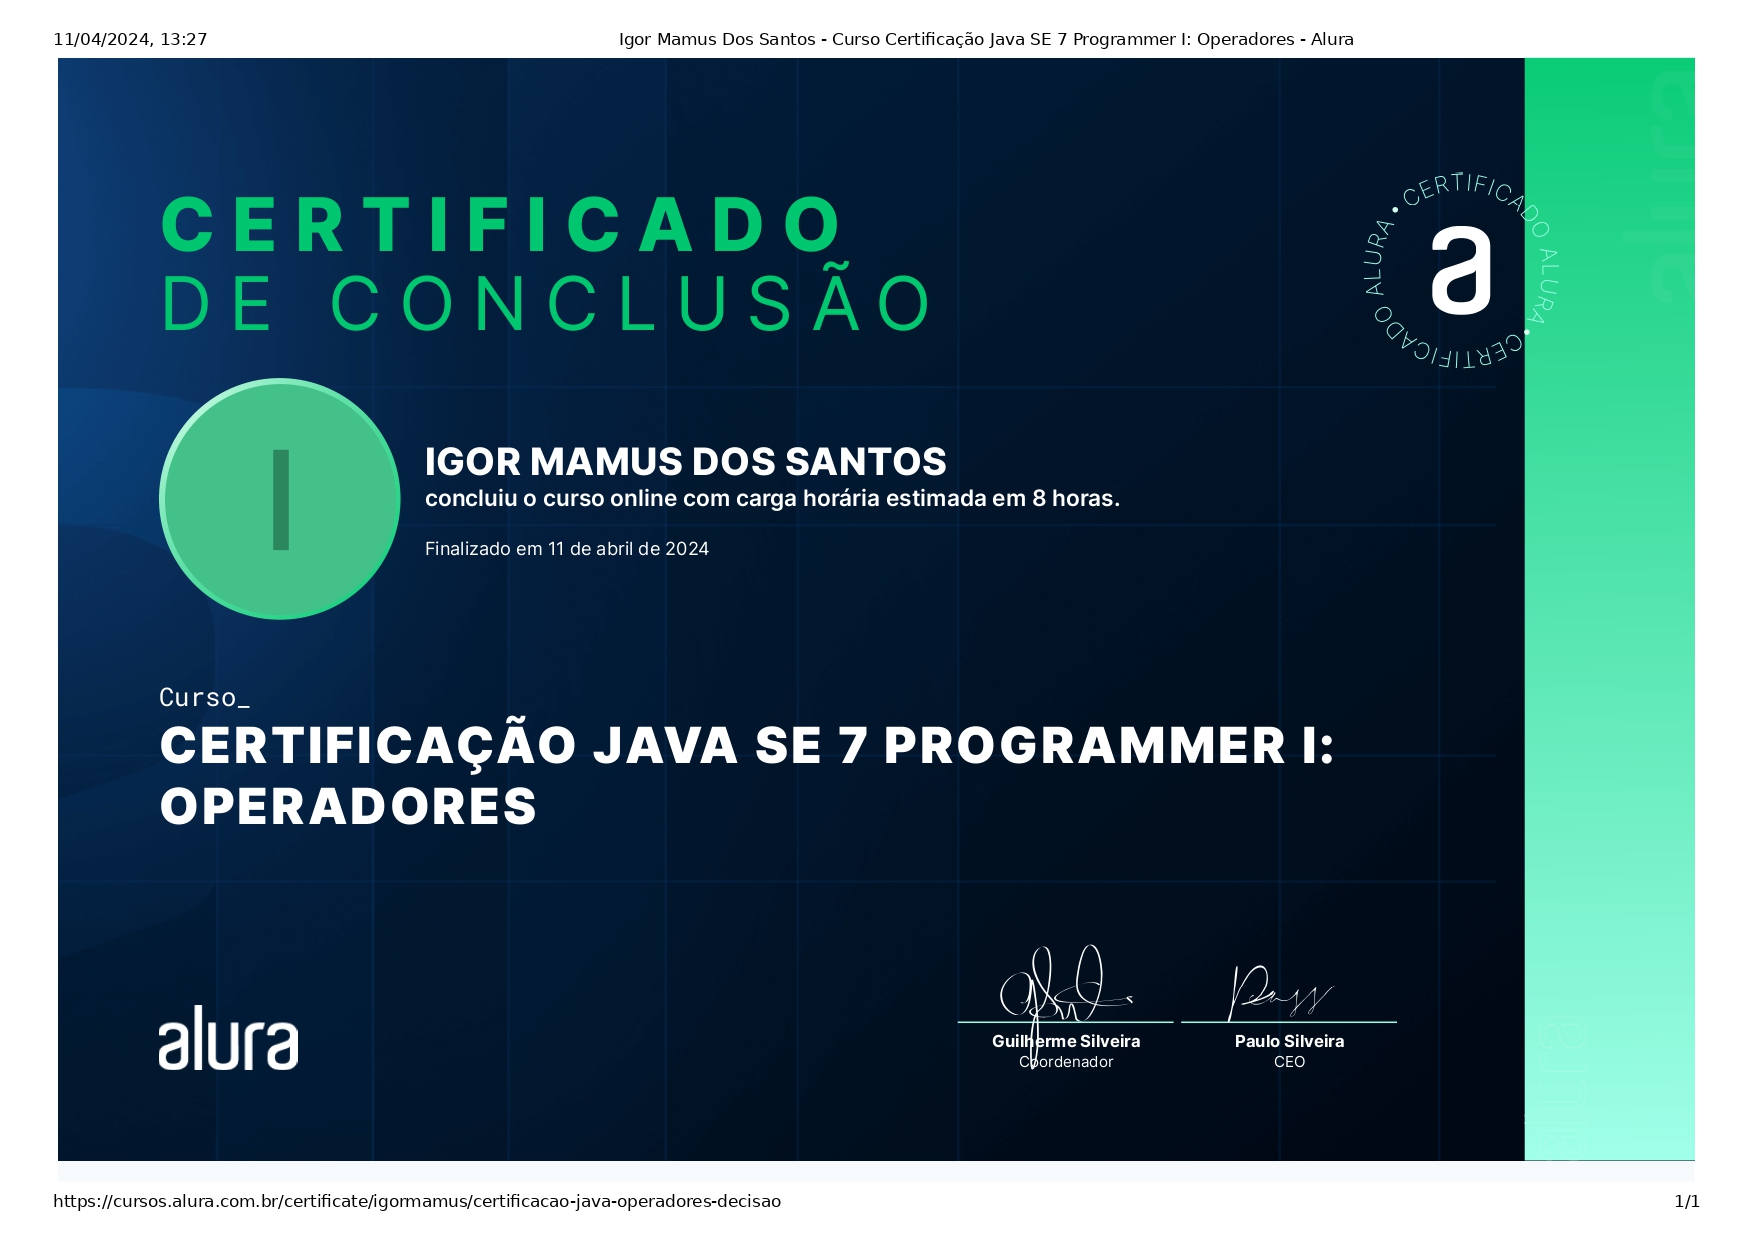 11/04/2024, 13:27
Igor Mamus Dos Santos - Curso Certificação Java SE 7 Programmer I: Operadores - Alura
CERTIFICADO
DE CONCLUSÃO
• CERTIFICADO ALURA • CERTIFICADO ALURA
a
I
IGOR MAMUS DOS SANTOS
concluiu o curso online com carga horária estimada em 8 horas.
Finalizado em 11 de abril de 2024
Curso_
CERTIFICAÇÃO JAVA SE 7 PROGRAMMER I:
OPERADORES
alura
Guilherme Silveira
Coordenador
Paulo Silveira
CEO
alura
alura
https://cursos.alura.com.br/certificate/igormamus/certificacao-java-operadores-decisao
1/1